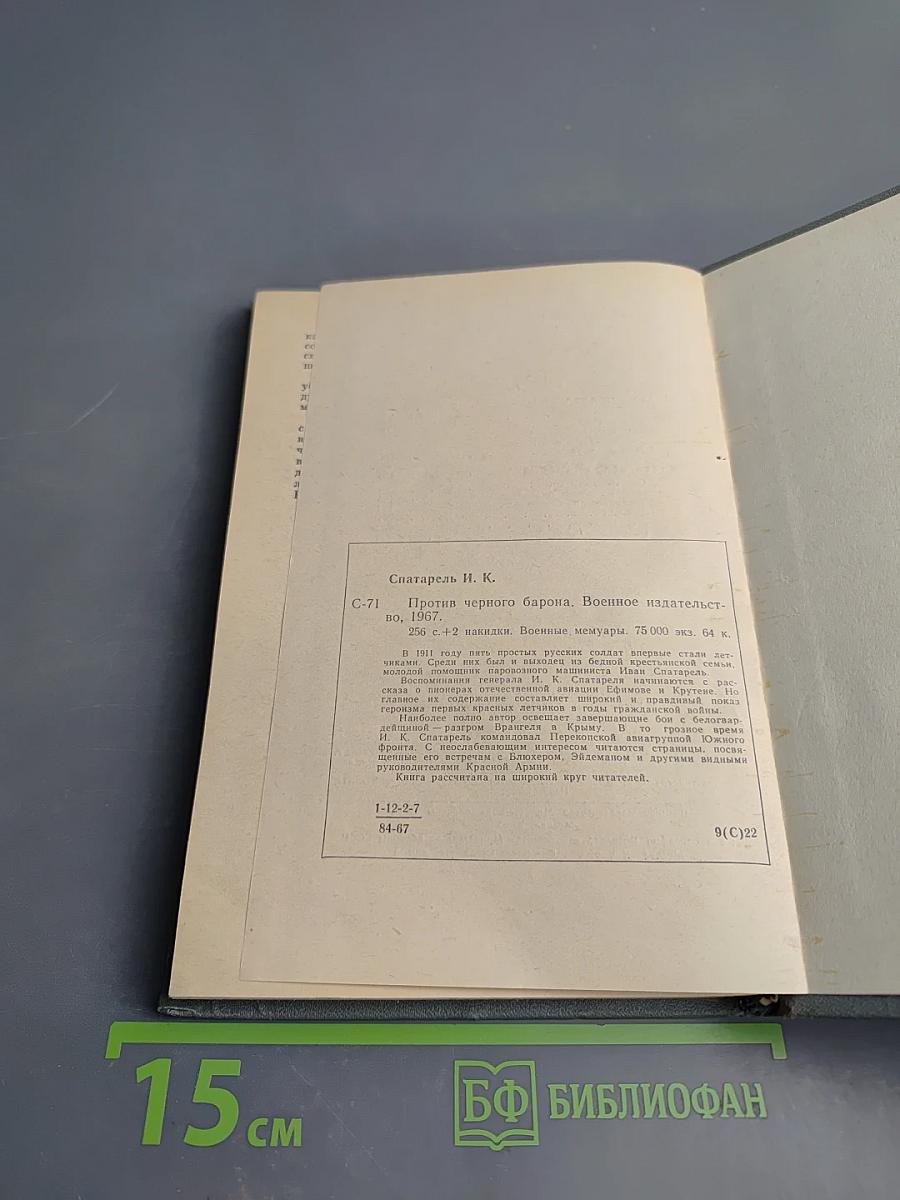 Спатарель И. К.
С-71 Против черного барона. Военное издательст-
во, 1967.
256 с.+2 накидки. Военные мемуары. 75 000 экз. 64 к.
В 1911 году пять простых русских солдат впервые стали лет-
чиками. Среди них был и выходец из бедной крестьянской семьи,
молодой помощник паровозного машиниста Иван Спатарель.
Воспоминания генерала И. К. Спатареля начинаются с рас-
сказа о пионерах отечественной авиации Ефимове и Крутене. Но
главное их содержание составляет широкий и правдивый показ
героизма первых красных летчиков в годы гражданской войны.
Наиболее полно автор освещает завершающие бои с белогвар-
дейщиной — разгром Врангеля в Крыму. В то грозное время
И. К. Спатарель командовал Перекопской авиагруппой Южного
фронта. С неослабевающим интересом читаются страницы, посвя-
щенные его встречам с Блюхером, Эйдеманом и другими видными
руководителями Красной Армии.
Книга рассчитана на широкий круг читателей.
1-12-2-7
84-67
9(С)22
15 см
БФ БИБЛИОФАН